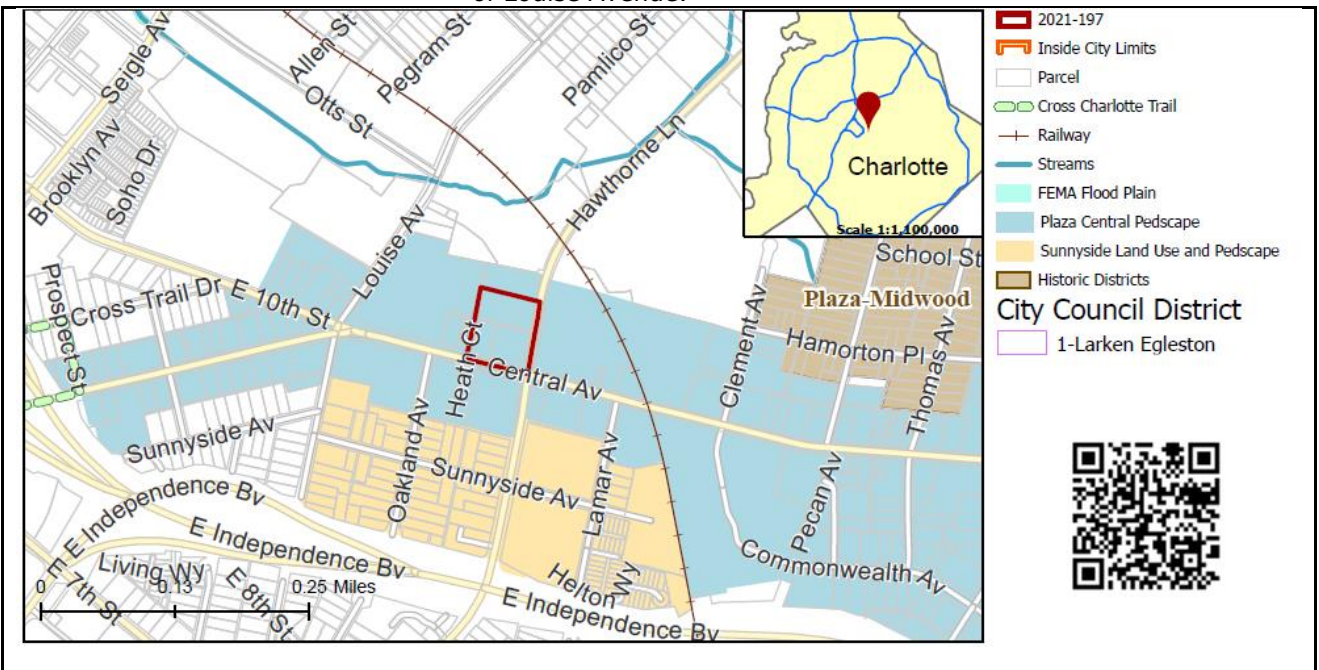 of Louise Avenue.
Seigle Av
Allen St
Pegram St
Pamlico St
Otts St
Brooklyn Av
Soho Dr
Hawthorne Ln
Louise Av
Charlotte
Scale 1:1,100,000
School St
Plaza-Midwood
Prospect St
Cross Trail Dr
E 10th St
Heath Ct
Central Av
Clement Av
Hamorton Pl
Thomas Av
Sunnyside Av
Oakland Av
Sunnyside Av
Lamar Av
Pecan Av
E Independence Bv
E Independence Bv
Commonwealth Av
Living Wy
E 7th St
E 8th St
Helton Wy
E Independence Bv
0 0.13 0.25 Miles
2021-197
Inside City Limits
Parcel
Cross Charlotte Trail
Railway
Streams
FEMA Flood Plain
Plaza Central Pedscape
Sunnyside Land Use and Pedscape
Historic Districts
City Council District
1-Larken Egleston